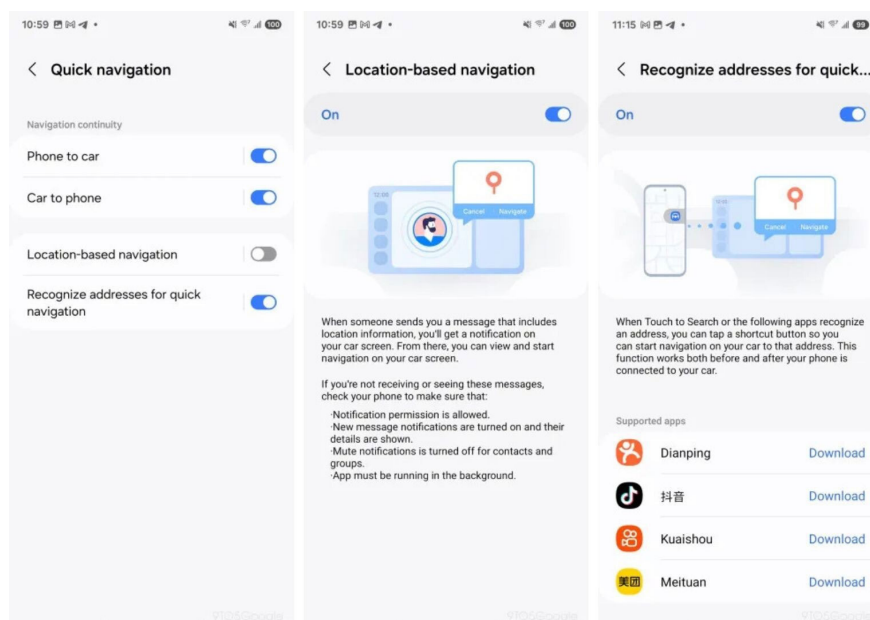 10:59
100
Quick navigation
Navigation continuity
Phone to car
Car to phone
Location-based navigation
Recognize addresses for quick
navigation
9TO5Google
10:59
100
Location-based navigation
On
12:00
Cancel Navigate
When someone sends you a message that includes
location information, you'll get a notification on
your car screen. From there, you can view and start
navigation on your car screen.
If you're not receiving or seeing these messages,
check your phone to make sure that:
·Notification permission is allowed.
·New message notifications are turned on and their
details are shown.
·Mute notifications is turned off for contacts and
groups.
·App must be running in the background.
9TO5Google
11:15
99
Recognize addresses for quick...
On
Cancel Navigate
When Touch to Search or the following apps recognize
an address, you can tap a shortcut button so you
can start navigation on your car to that address. This
function works both before and after your phone is
connected to your car.
Supported apps
Dianping Download
抖音 Download
Kuaishou Download
美团 Meituan Download
9TO5Google